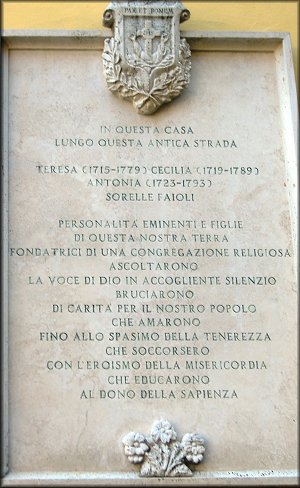 PAX ET BONUM
IN QUESTA CASA
LUNGO QUESTA ANTICA STRADA
TERESA (1715-1779) CECILIA (1719-1789)
ANTONIA (1723-1793)
SORELLE FAIOLI
PERSONALITÀ EMINENTI E FIGLIE
DI QUESTA NOSTRA TERRA
FONDATRICI DI UNA CONGREGAZIONE RELIGIOSA
ASCOLTARONO
LA VOCE DI DIO IN ACCOGLIENTE SILENZIO
BRUCIARONO
DI CARITÀ PER IL NOSTRO POPOLO
CHE AMARONO
FINO ALLO SPASIMO DELLA TENEREZZA
CHE SOCCORSERO
CON L'EROISMO DELLA MISERICORDIA
CHE EDUCARONO
AL DONO DELLA SAPIENZA